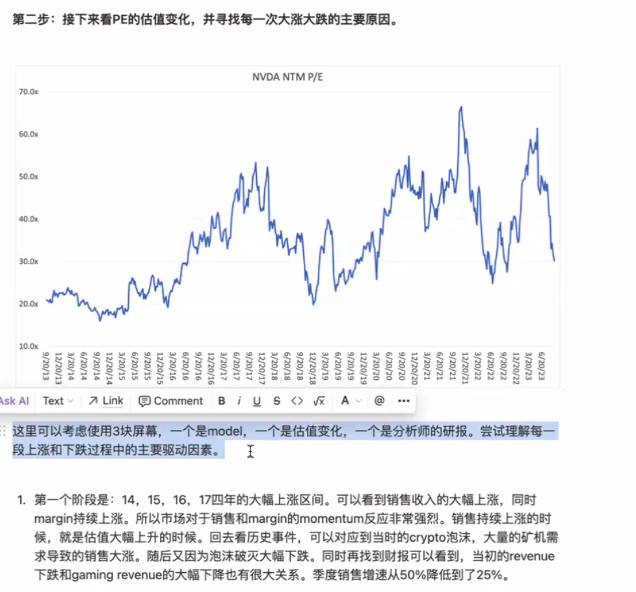 第二步：接下来看PE的估值变化，并寻找每一次大涨大跌的主要原因。
NVDA NTM P/E
70.0x
60.0x
50.0x
40.0x
30.0x
20.0x
10.0x
9/20/13
12/20/13
3/20/14
6/20/14
9/20/14
12/20/14
3/20/15
6/20/15
9/20/15
12/20/15
3/20/16
6/20/16
9/20/16
12/20/16
3/20/17
6/20/17
9/20/17
12/20/17
3/20/18
6/20/18
9/20/18
12/20/18
3/20/19
6/20/19
9/20/19
12/20/19
3/20/20
6/20/20
9/20/20
12/20/20
3/20/21
6/20/21
9/20/21
12/20/21
3/20/22
6/20/22
9/20/22
12/20/22
3/20/23
6/20/23
Ask AI Text Link Comment B i U S <> √x A @ •••
这里可以考虑使用3块屏幕，一个是model，一个是估值变化，一个是分析师的研报。尝试理解每一
段上涨和下跌过程中的主要驱动因素。
1. 第一个阶段是：14，15，16，17四年的大幅上涨区间。可以看到销售收入的大幅上涨，同时
margin持续上涨。所以市场对于销售和margin的momentum反应非常强烈。销售持续上涨的时
候，就是估值大幅上升的时候。回去看历史事件，可以对应到当时的crypto泡沫，大量的矿机需
求导致的销售大涨。随后又因为泡沫破灭大幅下跌。同时再找到财报可以看到，当初的revenue
下跌和gaming revenue的大幅下降也有很大关系。季度销售增速从50%降低到了25%。